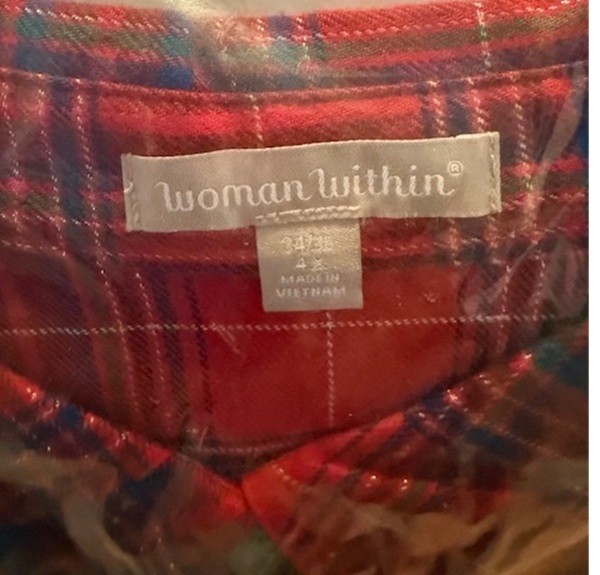 Woman Within®
34/36
4X
MADE IN
VIETNAM